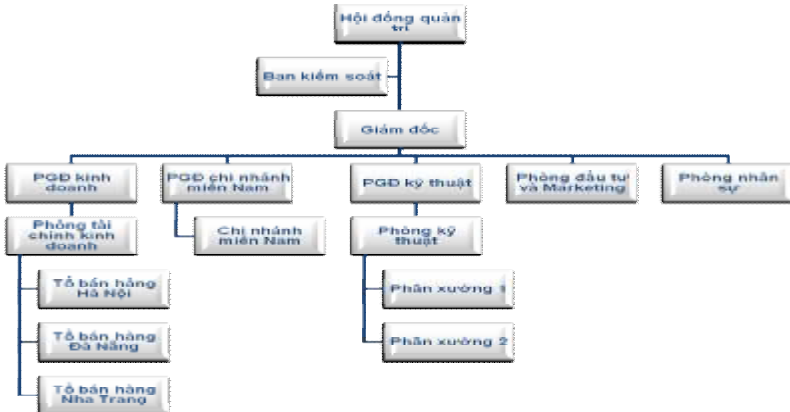 Hội đồng quản
trị
Ban kiểm soát
Giám đốc
PGĐ kinh
doanh
PGĐ chi nhánh
miền Nam
PGĐ kỹ thuật
Phòng đầu tư
và Marketing
Phòng nhân
sự
Phòng tài
chính kinh
doanh
Chi nhánh
miền Nam
Phòng kỹ
thuật
Tổ bán hàng
Hà Nội
Phân xưởng 1
Tổ bán hàng
Đà Nẵng
Phân xưởng 2
Tổ bán hàng
Nha Trang